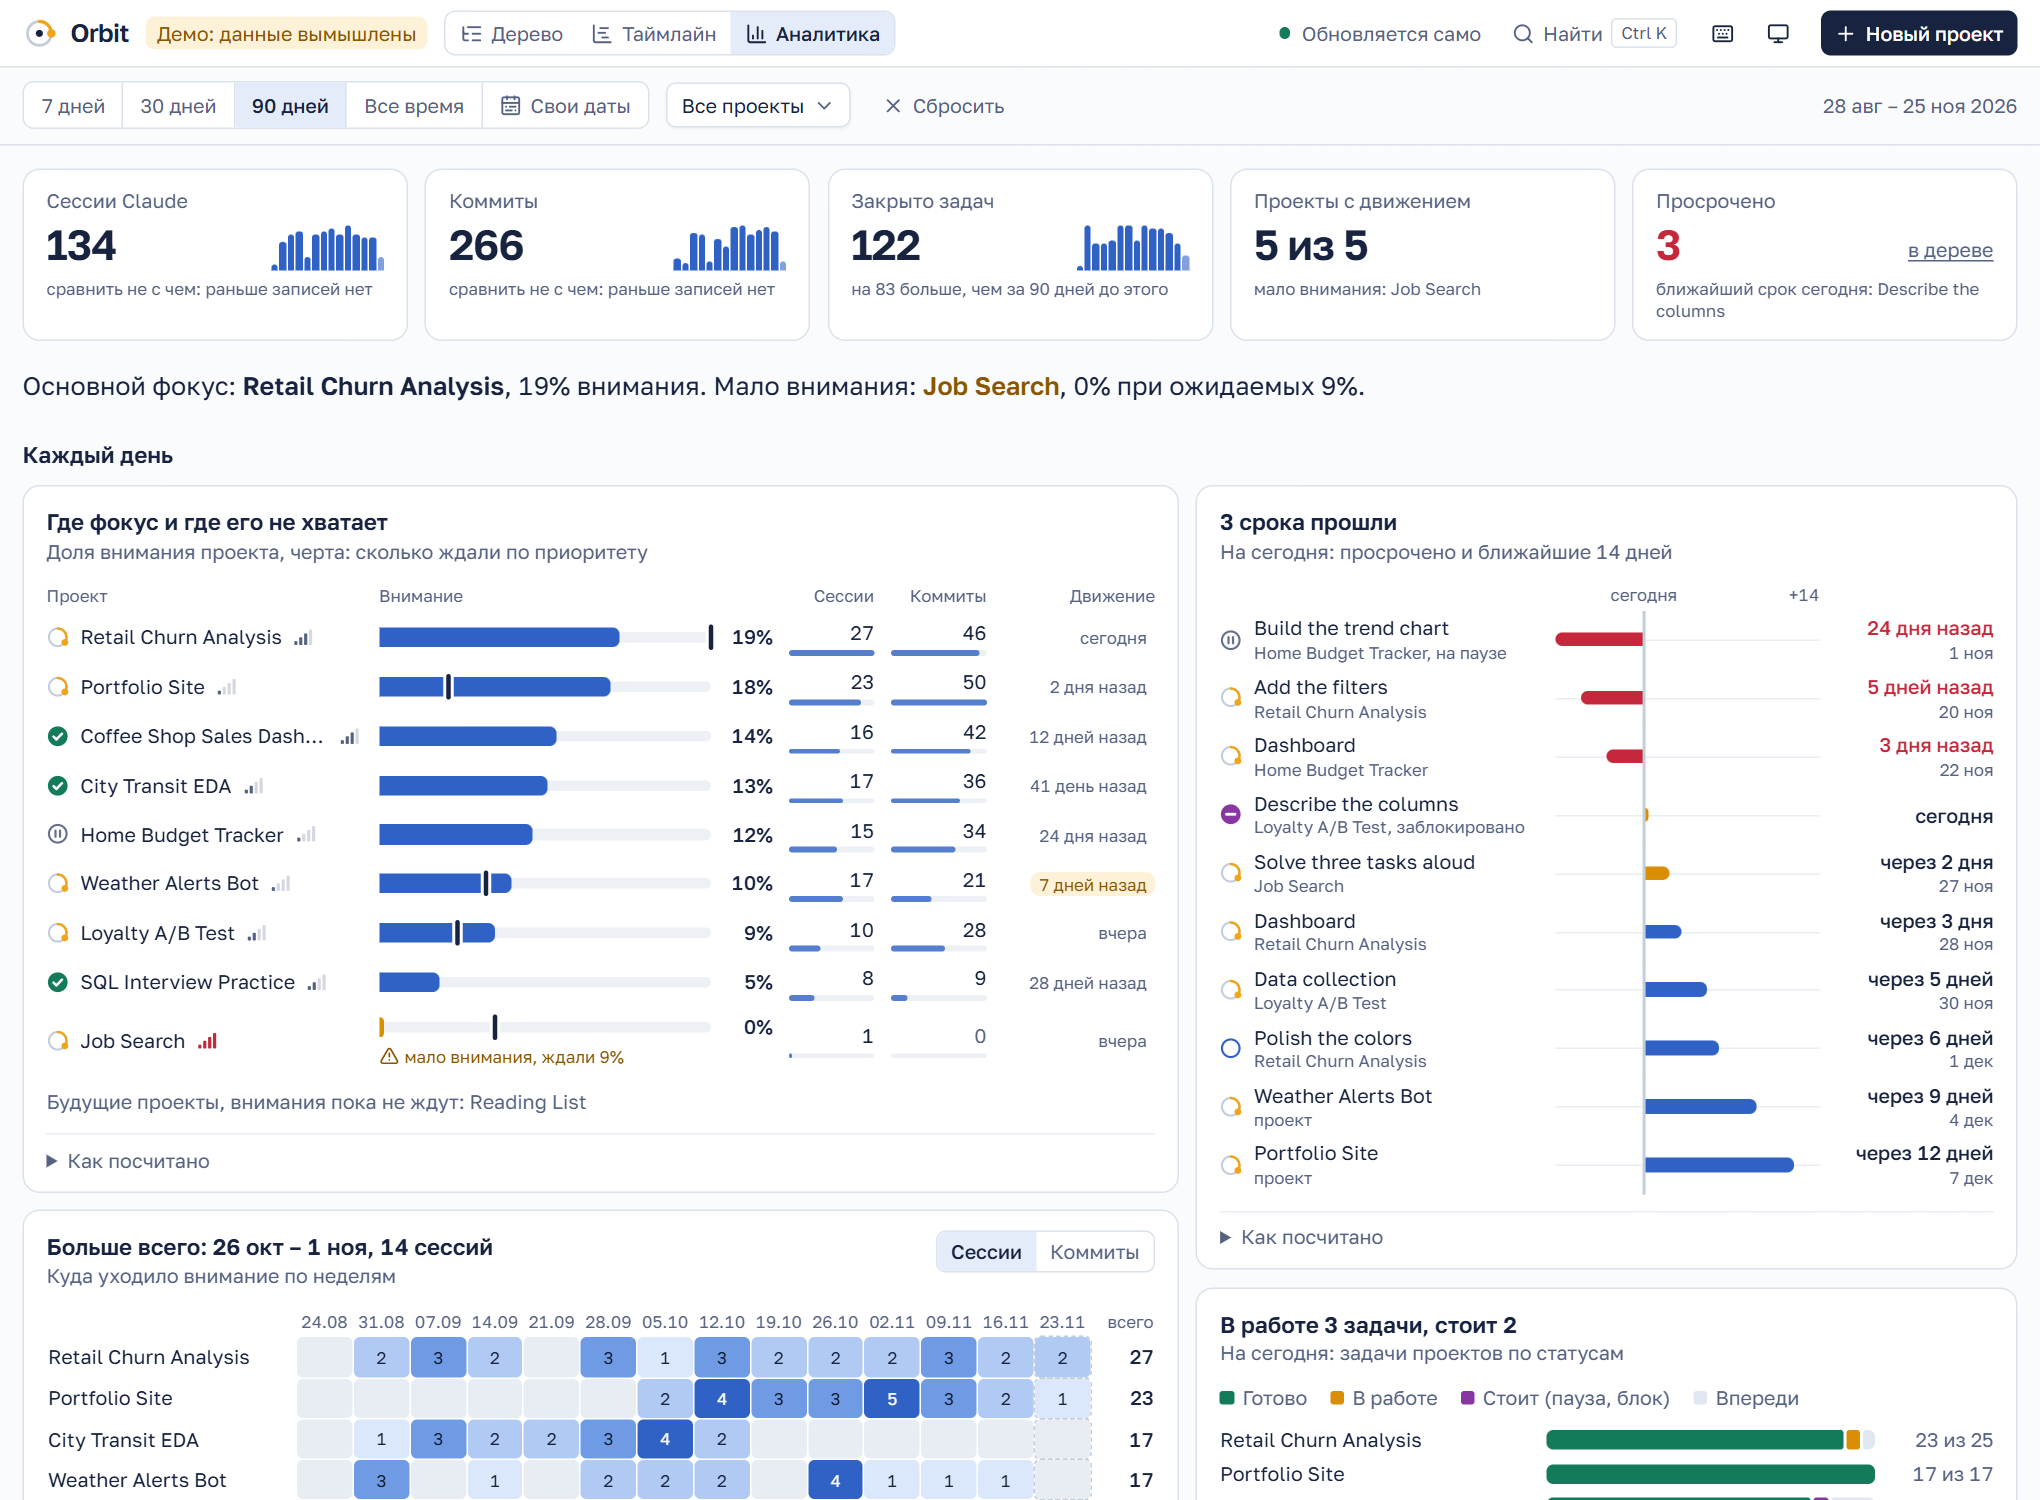 Orbit
Демо: данные вымышлены
Дерево
Таймлайн
Аналитика
Обновляется само
Найти
Ctrl K
Новый проект
7 дней
30 дней
90 дней
Все время
Свои даты
Все проекты
Сбросить
28 авг – 25 ноя 2026
Сессии Claude
134
сравнить не с чем: раньше записей нет
Коммиты
266
сравнить не с чем: раньше записей нет
Закрыто задач
122
на 83 больше, чем за 90 дней до этого
Проекты с движением
5 из 5
мало внимания: Job Search
Просрочено
3
в дереве
ближайший срок сегодня: Describe the
columns
Основной фокус: Retail Churn Analysis, 19% внимания. Мало внимания: Job Search, 0% при ожидаемых 9%.
Каждый день
Где фокус и где его не хватает
Доля внимания проекта, черта: сколько ждали по приоритету
Проект Внимание Сессии Коммиты Движение
Retail Churn Analysis 19% 27 46 сегодня
Portfolio Site 18% 23 50 2 дня назад
Coffee Shop Sales Dash... 14% 16 42 12 дней назад
City Transit EDA 13% 17 36 41 день назад
Home Budget Tracker 12% 15 34 24 дня назад
Weather Alerts Bot 10% 17 21 7 дней назад
Loyalty A/B Test 9% 10 28 вчера
SQL Interview Practice 5% 8 9 28 дней назад
Job Search 0% 1 0 вчера
мало внимания, ждали 9%
Будущие проекты, внимания пока не ждут: Reading List
Как посчитано
3 срока прошли
На сегодня: просрочено и ближайшие 14 дней
сегодня +14
Build the trend chart 24 дня назад
Home Budget Tracker, на паузе 1 ноя
Add the filters 5 дней назад
Retail Churn Analysis 20 ноя
Dashboard 3 дня назад
Home Budget Tracker 22 ноя
Describe the columns сегодня
Loyalty A/B Test, заблокировано
Solve three tasks aloud через 2 дня
Job Search 27 ноя
Dashboard через 3 дня
Retail Churn Analysis 28 ноя
Data collection через 5 дней
Loyalty A/B Test 30 ноя
Polish the colors через 6 дней
Retail Churn Analysis 1 дек
Weather Alerts Bot через 9 дней
проект 4 дек
Portfolio Site через 12 дней
проект 7 дек
Как посчитано
Больше всего: 26 окт – 1 ноя, 14 сессий
Куда уходило внимание по неделям
Сессии Коммиты
24.08 31.08 07.09 14.09 21.09 28.09 05.10 12.10 19.10 26.10 02.11 09.11 16.11 23.11 всего
Retail Churn Analysis 2 3 2 3 1 3 2 2 2 3 2 2 27
Portfolio Site 2 4 3 3 5 3 2 1 23
City Transit EDA 1 3 2 2 3 4 2 17
Weather Alerts Bot 3 1 2 2 2 4 1 1 1 17
В работе 3 задачи, стоит 2
На сегодня: задачи проектов по статусам
Готово В работе Стоит (пауза, блок) Впереди
Retail Churn Analysis 23 из 25
Portfolio Site 17 из 17